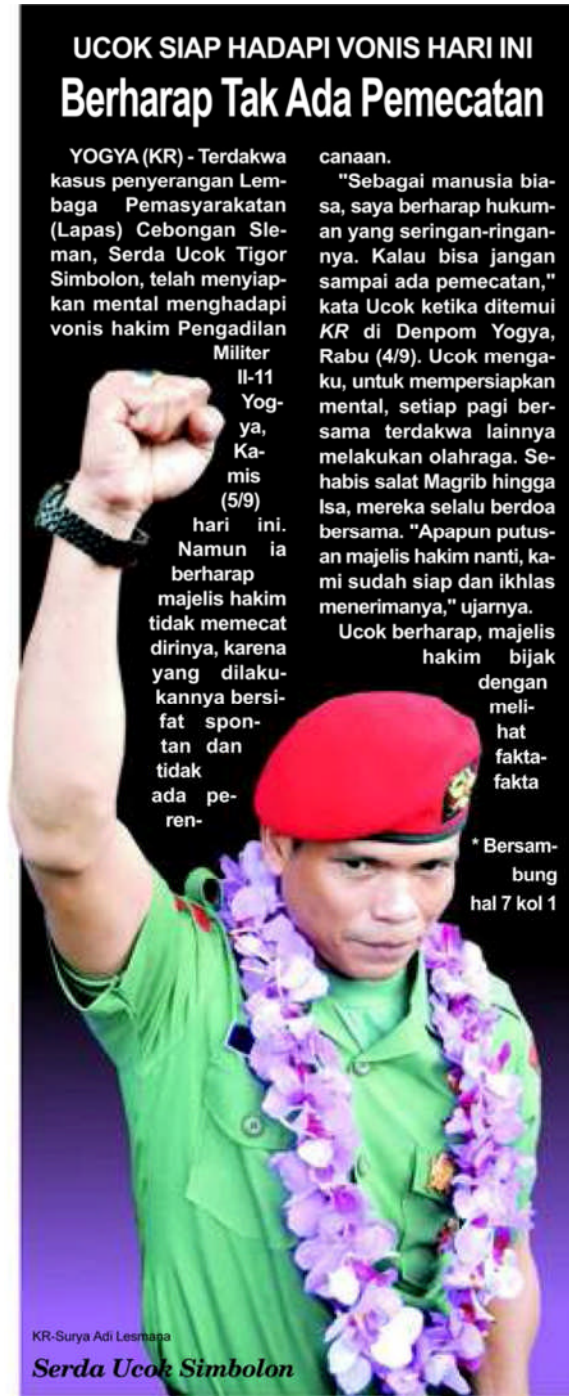 UCOK SIAP HADAPI VONIS HARI INI
Berharap Tak Ada Pemecatan
YOGYA (KR) - Terdakwa
kasus penyerangan Lem-
baga Pemasyarakatan
(Lapas) Cebongan Sle-
man, Serda Ucok Tigor
Simbolon, telah menyiap-
kan mental menghadapi
vonis hakim Pengadilan
Militer
II-11
Yog-
ya,
Ka-
mis
(5/9)
hari ini.
Namun ia
berharap
majelis hakim
tidak memecat
dirinya, karena
yang dilaku-
kannya bersi-
fat spon-
tan dan
tidak
ada pe-
ren-
canaan.
"Sebagai manusia bia-
sa, saya berharap hukum-
an yang seringan-ringan-
nya. Kalau bisa jangan
sampai ada pemecatan,"
kata Ucok ketika ditemui
KR di Denpom Yogya,
Rabu (4/9). Ucok menga-
ku, untuk mempersiapkan
mental, setiap pagi ber-
sama terdakwa lainnya
melakukan olahraga. Se-
habis salat Magrib hingga
Isa, mereka selalu berdoa
bersama. "Apapun putus-
an majelis hakim nanti, ka-
mi sudah siap dan ikhlas
menerimanya," ujarnya.
Ucok berharap, majelis
hakim bijak
dengan
meli-
hat
fakta-
fakta
* Bersam-
bung
hal 7 kol 1
KR-Surya Adi Lesmana
Serda Ucok Simbolon